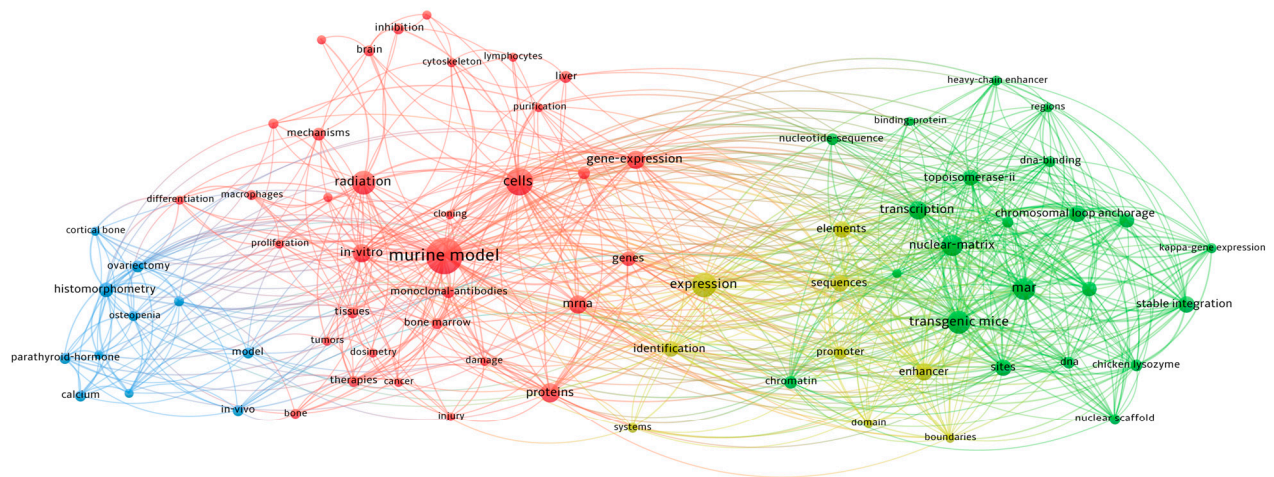 inhibition
brain
lymphocytes
cytoskeleton
liver
heavy-chain enhancer
purification
regions
binding-protein
mechanisms
nucleotide-sequence
gene-expression
dna-binding
radiation
cells
topoisomerase-ii
macrophages
differentiation
transcription
cloning
chromosomal loop anchorage
elements
cortical bone
proliferation
in-vitro
nuclear-matrix
kappa-gene expression
murine model
genes
ovariectomy
expression
sequences
histomorphometry
monoclonal-antibodies
mar
mrna
stable integration
osteopenia
tissues
bone marrow
transgenic mice
tumors
identification
model
dosimetry
promoter
parathyroid-hormone
damage
dna
chicken lysozyme
enhancer
sites
therapies
cancer
chromatin
calcium
proteins
in-vivo
bone
injury
nuclear scaffold
domain
systems
boundaries